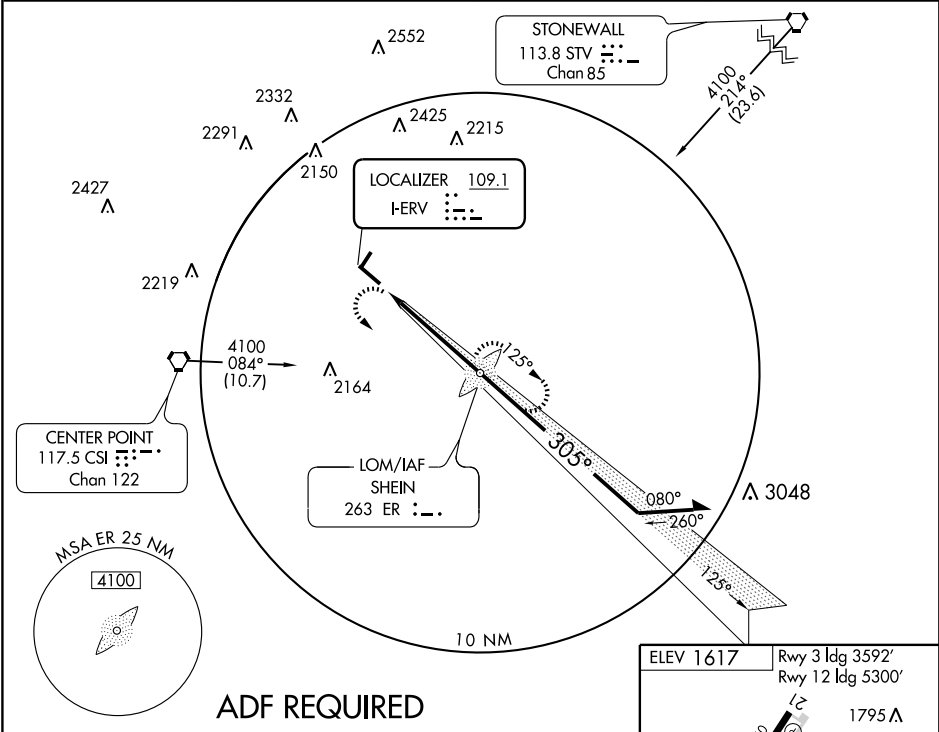 2552
STONEWALL
113.8 STV
Chan 85
4100
214°
(23.6)
2332
2291
2425
2215
2150
LOCALIZER 109.1
I-ERV
2427
2219
4100
084°
(10.7)
2164
125°
CENTER POINT
117.5 CSI
Chan 122
LOM/IAF
SHEIN
263 ER
305°
080°
260°
3048
125°
MSA ER 25 NM
4100
10 NM
ADF REQUIRED
ELEV 1617
Rwy 3 ldg 3592'
Rwy 12 ldg 5300'
21
1795